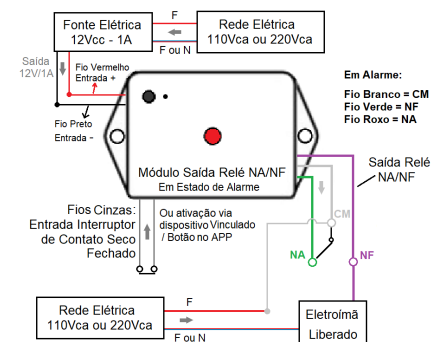 Fonte Elétrica
12Vcc - 1A
F
F ou N
Rede Elétrica
110Vca ou 220Vca
Saída
12V/1A
Fio Vermelho
Entrada +
Fio Preto
Entrada -
Em Alarme:
Fio Branco = CM
Fio Verde = NF
Fio Roxo = NA
Módulo Saída Relé NA/NF
Em Estado de Alarme
Saída Relé
NA/NF
Fios Cinzas:
Entrada Interruptor
de Contato Seco
Fechado
Ou ativação via
dispositivo Vinculado
/ Botão no APP
CM
NA
NF
Rede Elétrica
110Vca ou 220Vca
F
F ou N
Eletroímã
Liberado